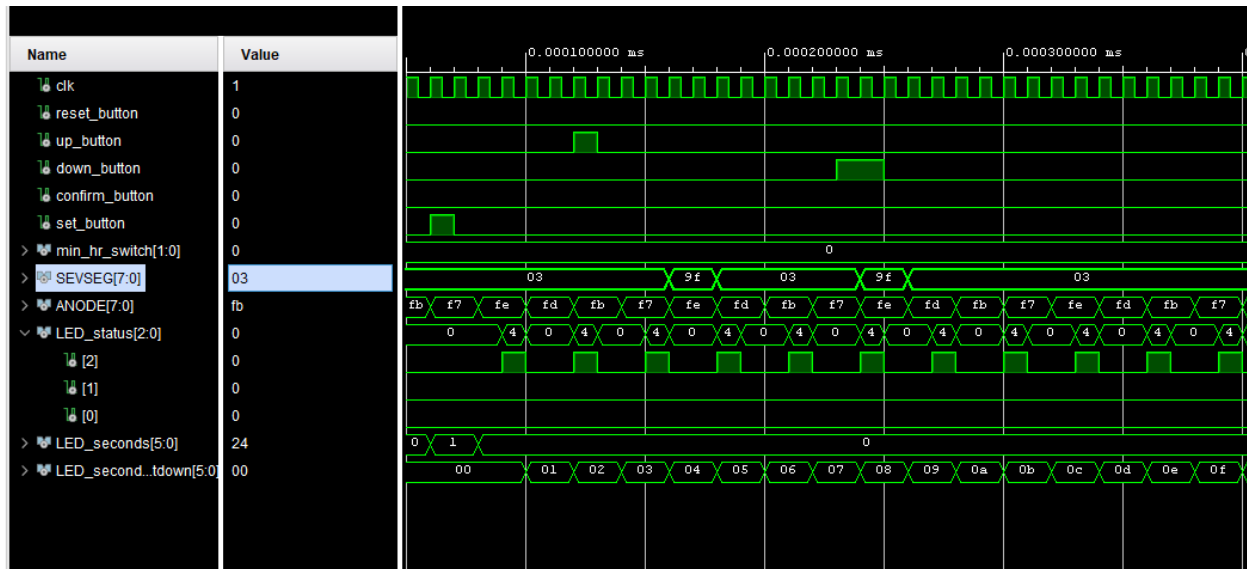 Name Value
0.000100000 ms 0.000200000 ms 0.000300000 ms
clk 1
reset_button 0
up_button 0
down_button 0
confirm_button 0
set_button 0
min_hr_switch[1:0] 0 0
SEVSEG[7:0] 03 03 9f 03 9f 03
ANODE[7:0] fb fb f7 fe fd fb f7 fe fd fb f7 fe fd fb f7 fe fd fb f7
LED_status[2:0] 0 0 4 0 4 0 4 0 4 0 4 0 4 0 4 0 4 0 4 0 4 0 4
[2] 0
[1] 0
[0] 0
LED_seconds[5:0] 24 0 1 0
LED_second...tdown[5:0] 00 00 01 02 03 04 05 06 07 08 09 0a 0b 0c 0d 0e 0f